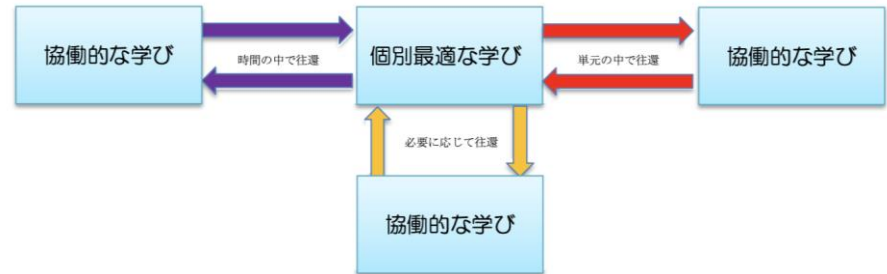 協働的な学び
時間の中で往還
個別最適な学び
単元の中で往還
協働的な学び
必要に応じて往還
協働的な学び